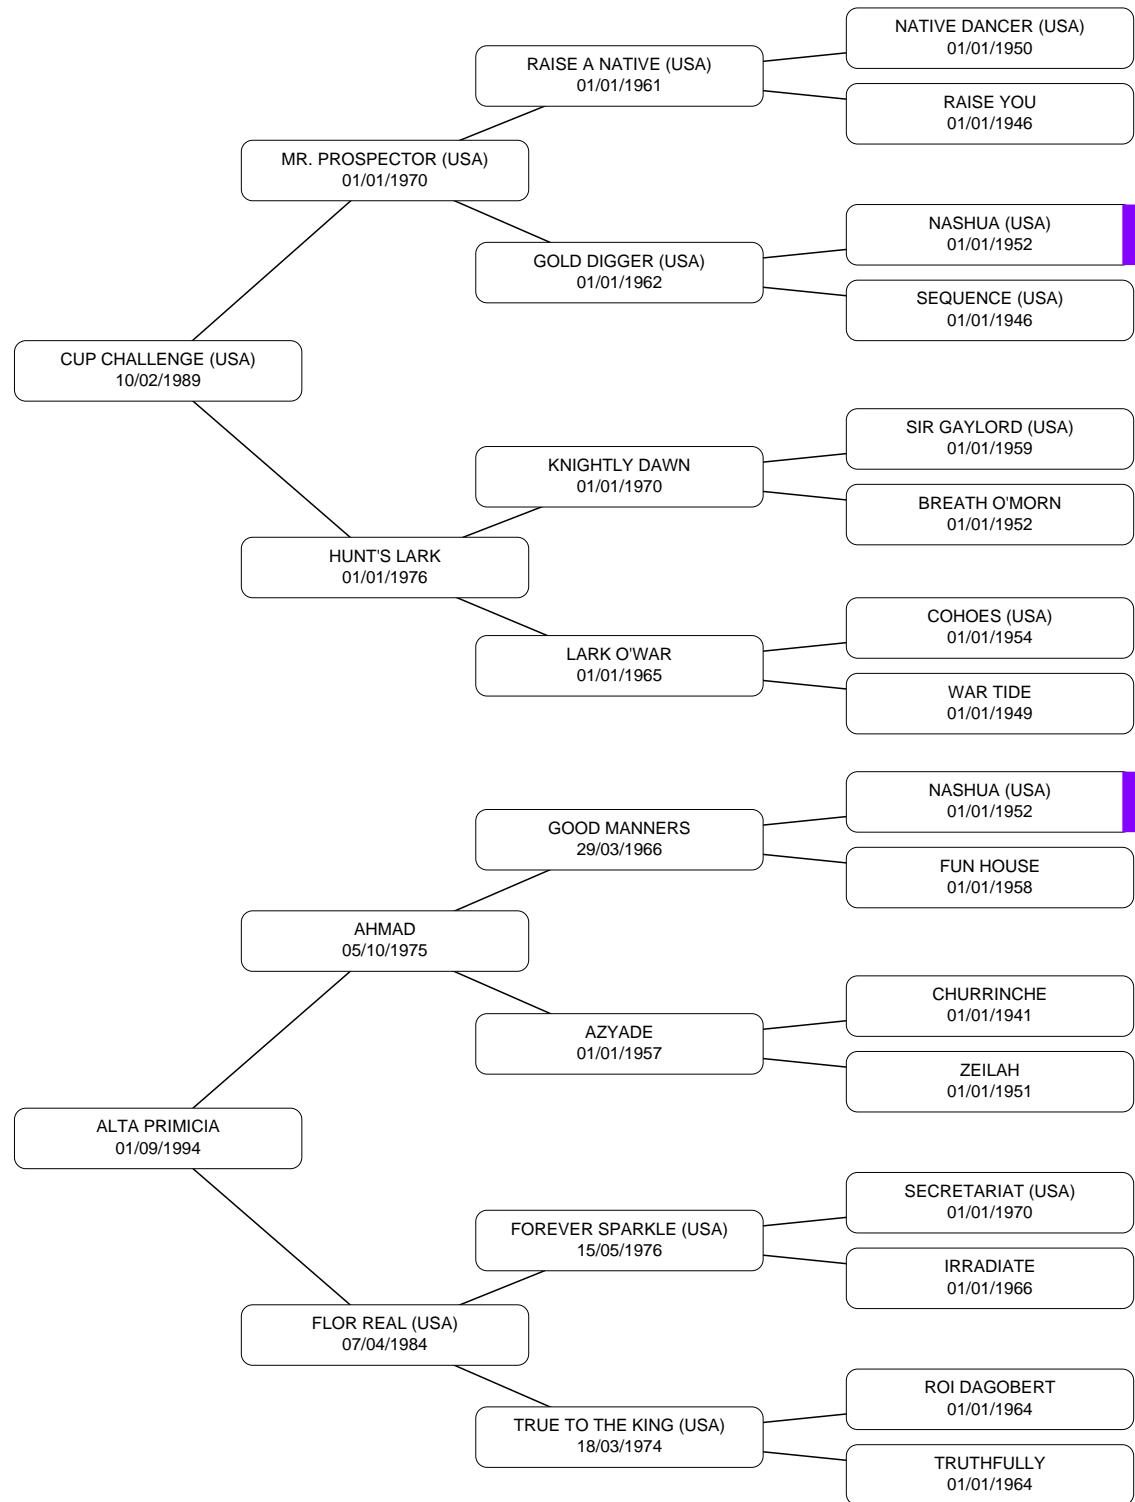 NATIVE DANCER (USA)
01/01/1950
RAISE A NATIVE (USA)
01/01/1961
RAISE YOU
01/01/1946
MR. PROSPECTOR (USA)
01/01/1970
NASHUA (USA)
01/01/1952
GOLD DIGGER (USA)
01/01/1962
SEQUENCE (USA)
01/01/1946
CUP CHALLENGE (USA)
10/02/1989
SIR GAYLORD (USA)
01/01/1959
KNIGHTLY DAWN
01/01/1970
BREATH O'MORN
01/01/1952
HUNT'S LARK
01/01/1976
COHOES (USA)
01/01/1954
LARK O'WAR
01/01/1965
WAR TIDE
01/01/1949
NASHUA (USA)
01/01/1952
GOOD MANNERS
29/03/1966
FUN HOUSE
01/01/1958
AHMAD
05/10/1975
CHURRINCHE
01/01/1941
AZYADE
01/01/1957
ZEILAH
01/01/1951
ALTA PRIMICIA
01/09/1994
SECRETARIAT (USA)
01/01/1970
FOREVER SPARKLE (USA)
15/05/1976
IRRADIATE
01/01/1966
FLOR REAL (USA)
07/04/1984
ROI DAGOBERT
01/01/1964
TRUE TO THE KING (USA)
18/03/1974
TRUTHFULLY
01/01/1964